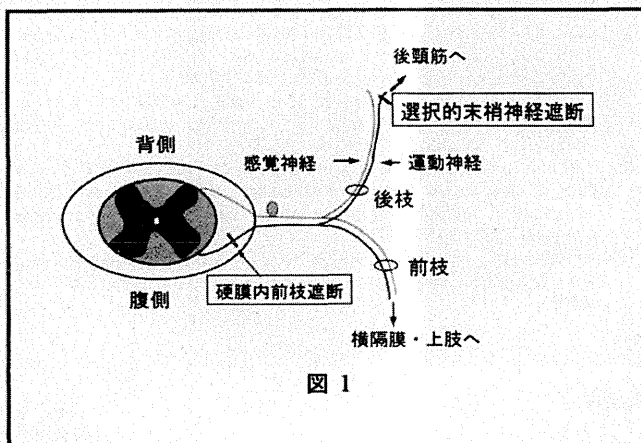 後頸筋へ
選択的末梢神経遮断
背側
感覚神経
運動神経
後枝
前枝
硬膜内前枝遮断
腹側
横隔膜・上肢へ
図 1